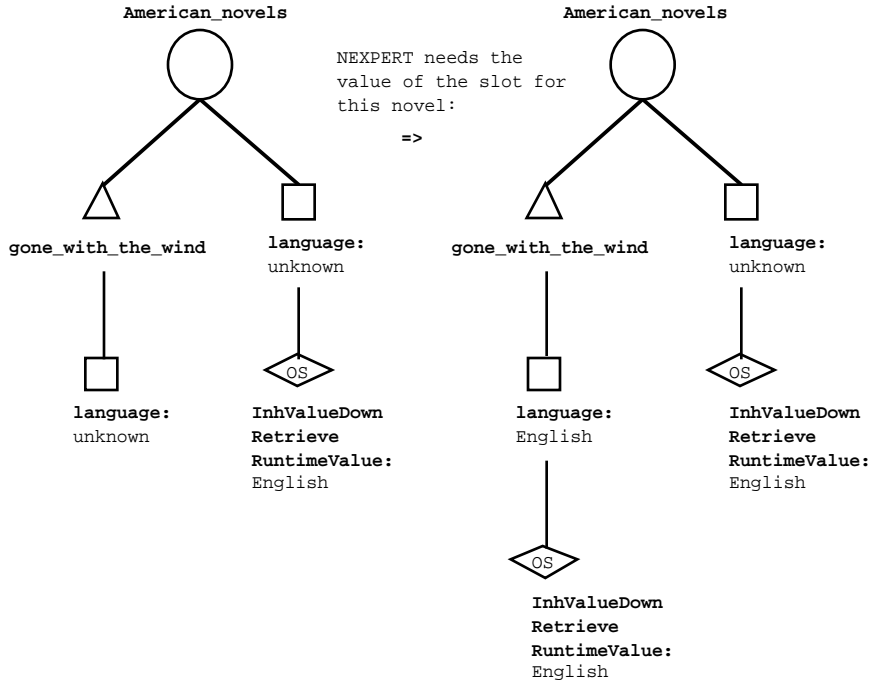 American_novels
gone_with_the_wind
language:
unknown
language:
unknown
OS
InhValueDown
Retrieve
RuntimeValue:
English
NEXPERT needs the
value of the slot for
this novel:
=>
American_novels
gone_with_the_wind
language:
unknown
language:
English
OS
InhValueDown
Retrieve
RuntimeValue:
English
OS
InhValueDown
Retrieve
RuntimeValue:
English